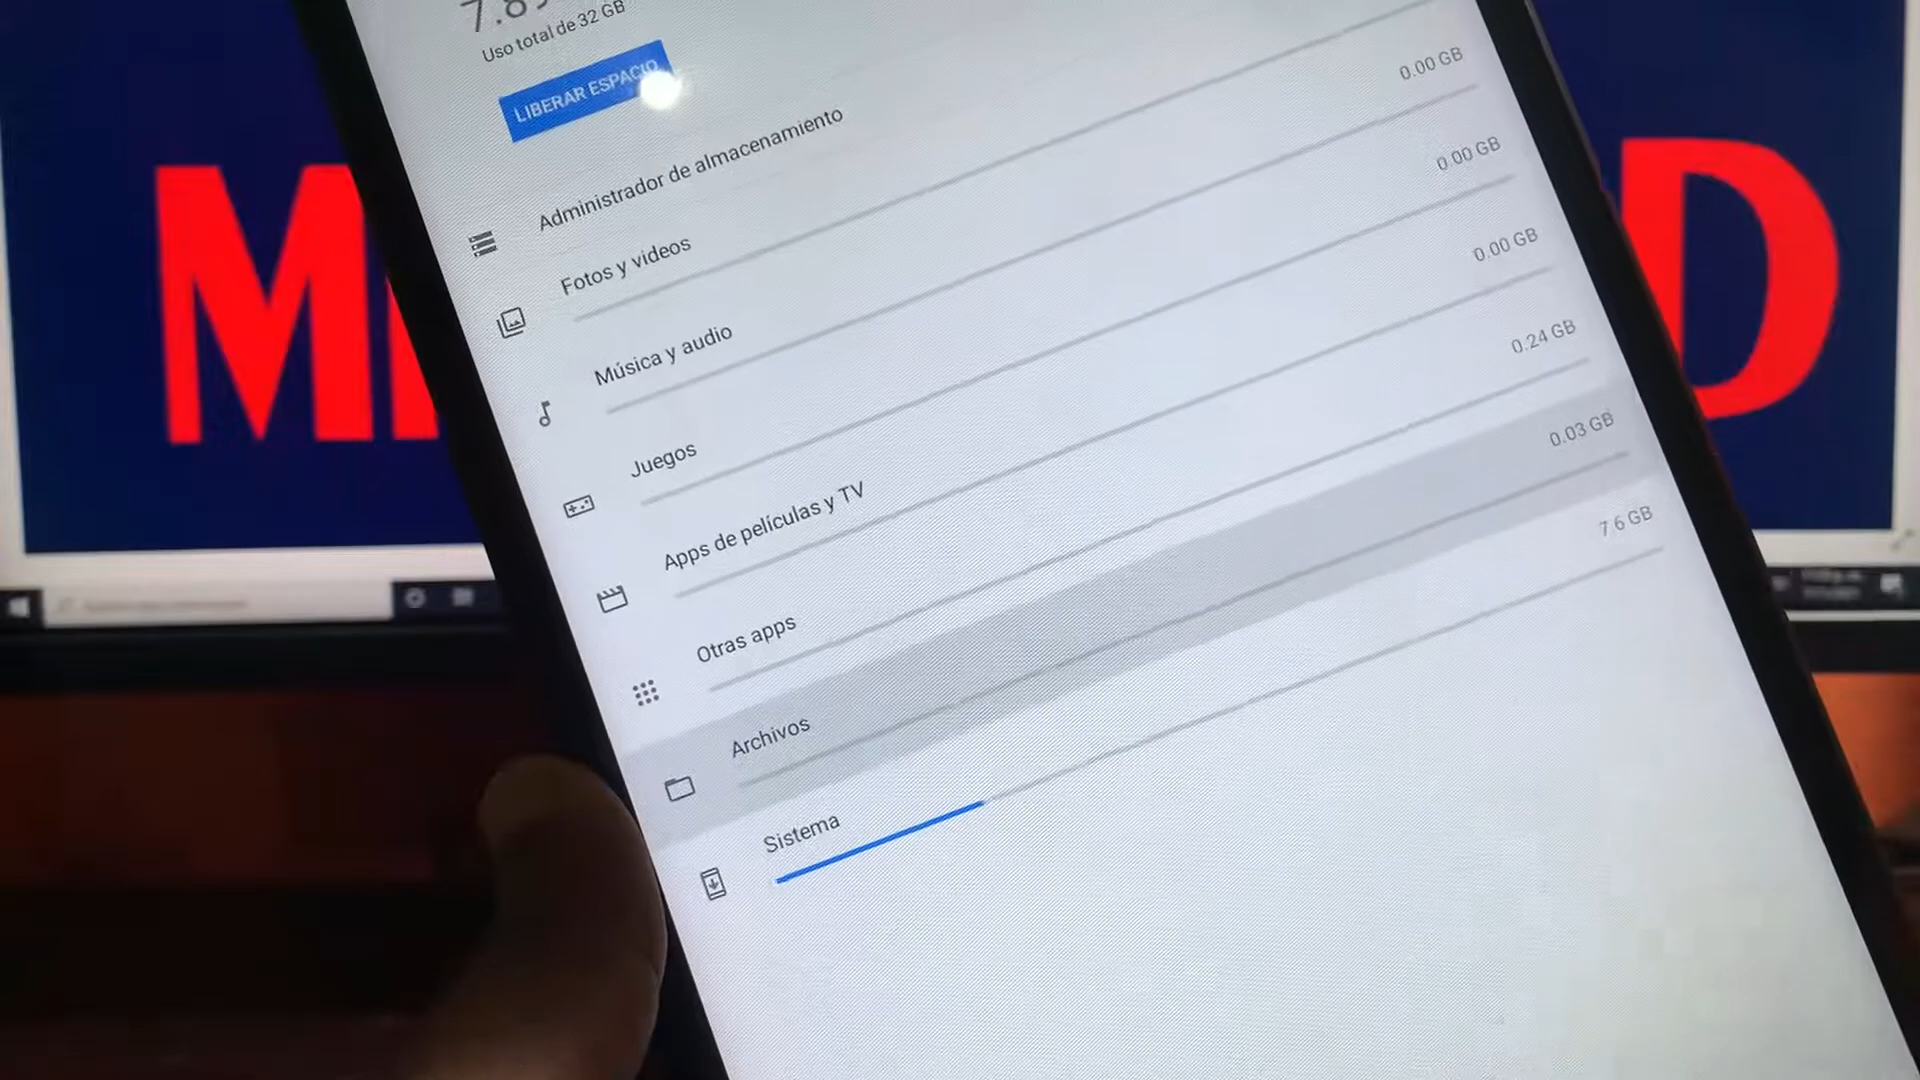 Uso total de 32 GB
LIBERAR ESPACIO
Administrador de almacenamiento
Fotos y videos
0.00 GB
Música y audio
0.00 GB
Juegos
0.00 GB
Apps de películas y TV
0.24 GB
Otras apps
0.03 GB
Archivos
7.6 GB
Sistema
D